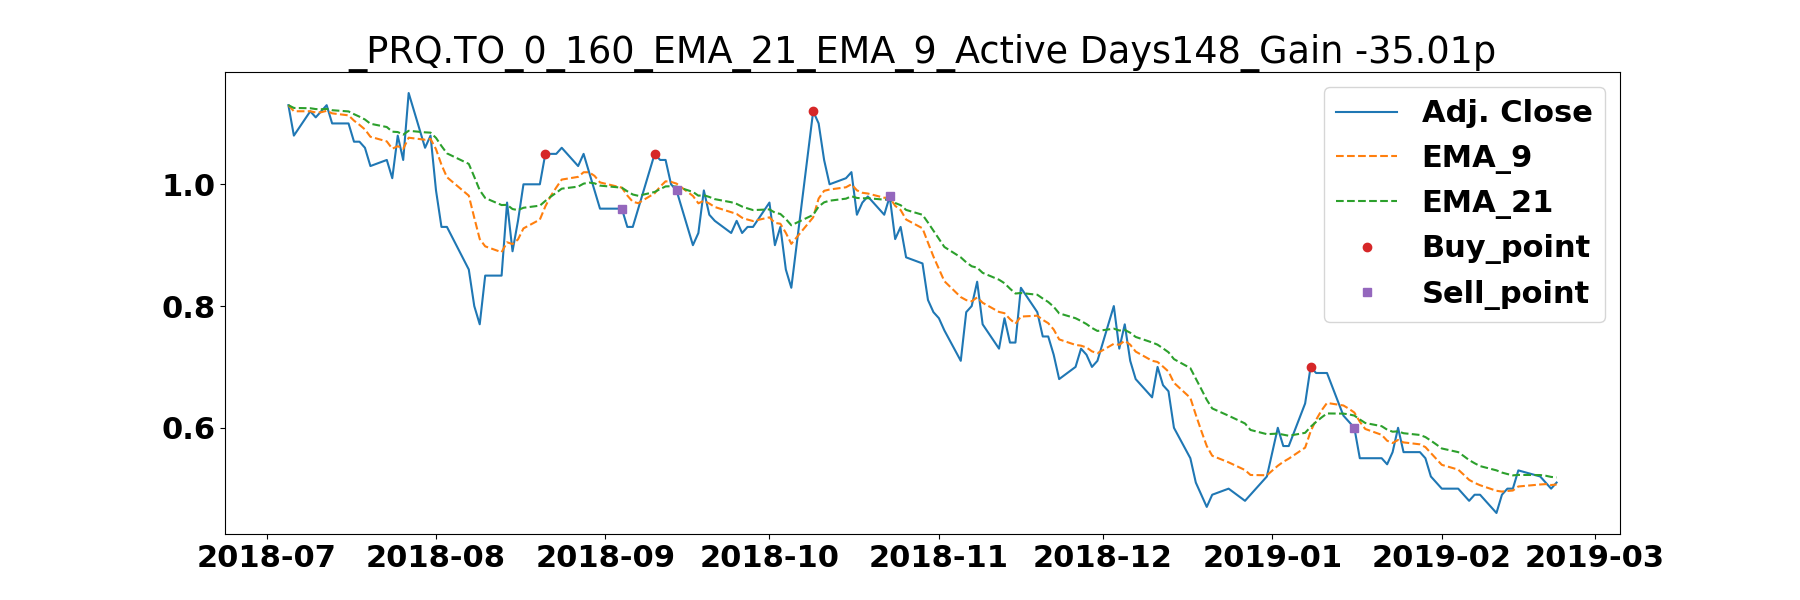 _PRQ.TO_0_160_EMA_21_EMA_9_Active Days148_Gain -35.01p
Adj. Close
EMA_9
EMA_21
Buy_point
Sell_point
1.0
0.8
0.6
2018-07 2018-08 2018-09 2018-10 2018-11 2018-12 2019-01 2019-02 2019-03